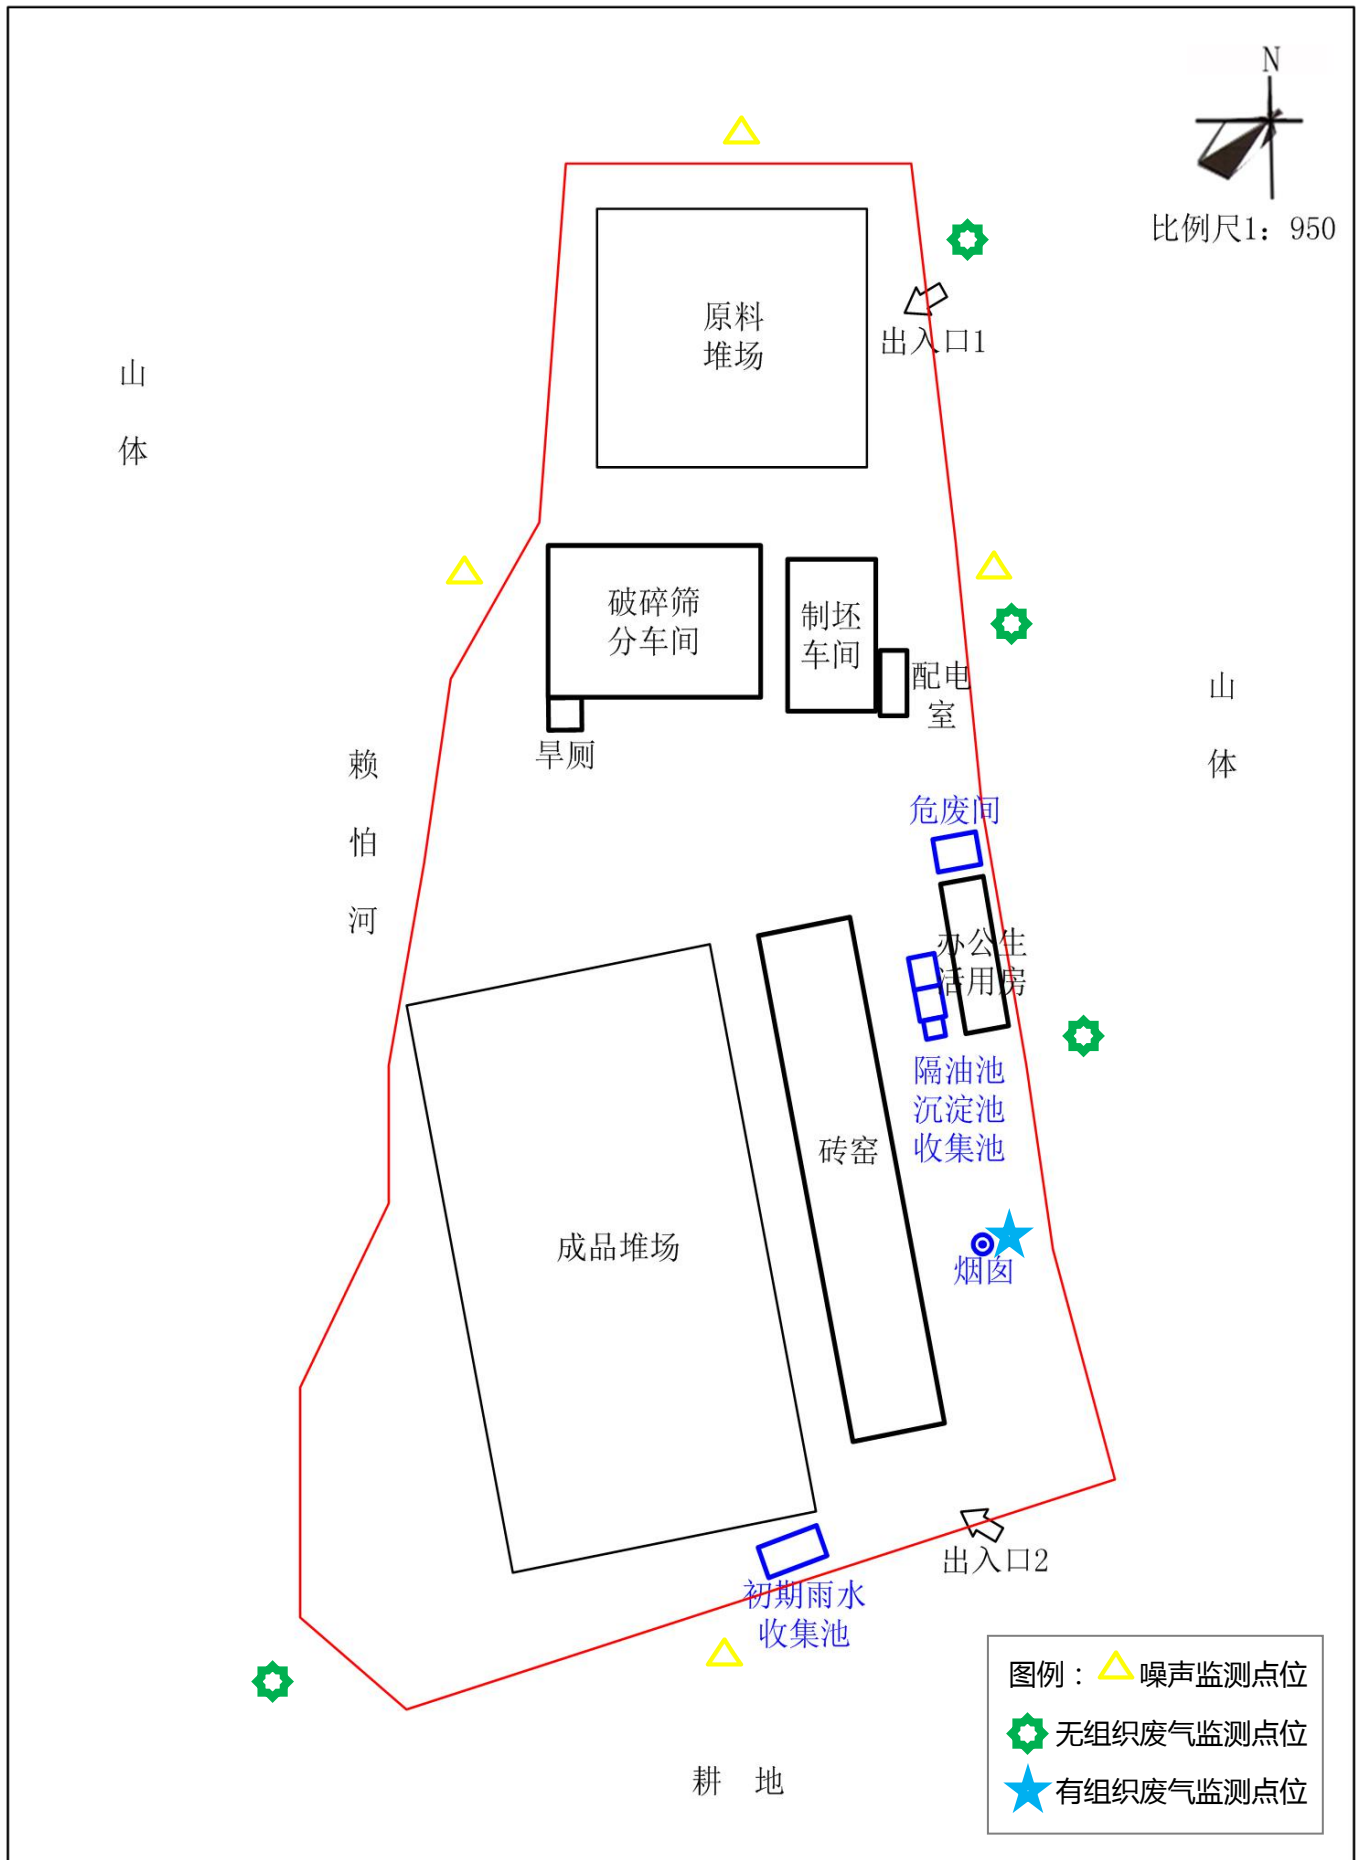 N
比例尺1：950
原料
堆场
出入口1
山
体
破碎筛
分车间
制坯
车间
配电
室
旱厕
山
体
赖
怕
河
危废间
办公生
活用房
隔油池
沉淀池
收集池
砖窑
成品堆场
烟囱
出入口2
初期雨水
收集池
耕 地
图例： 噪声监测点位
无组织废气监测点位
有组织废气监测点位